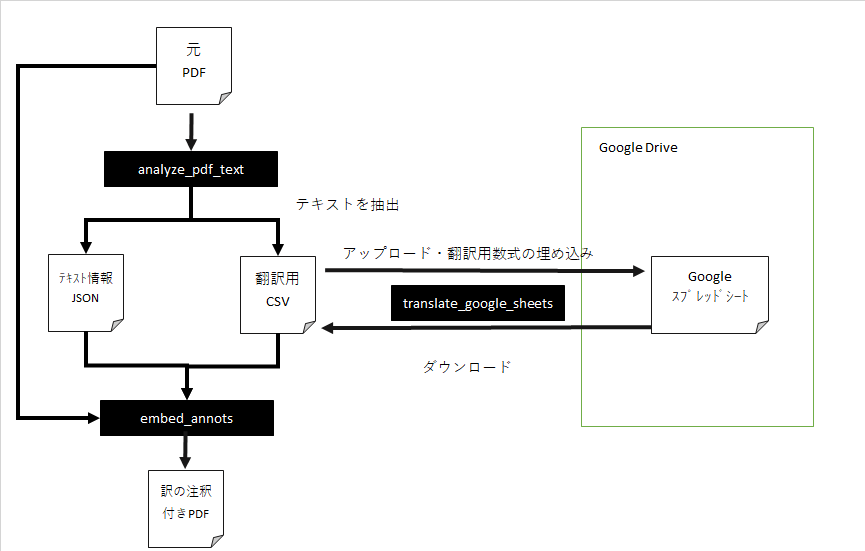 元
PDF
analyze_pdf_text
Google Drive
テキストを抽出
アップロード・翻訳用数式の埋め込み
ﾃｷｽﾄ情報
JSON
翻訳用
CSV
Google
ｽﾌﾟﾚｯﾄﾞｼｰﾄ
translate_google_sheets
ダウンロード
embed_annots
訳の注釈
付きPDF